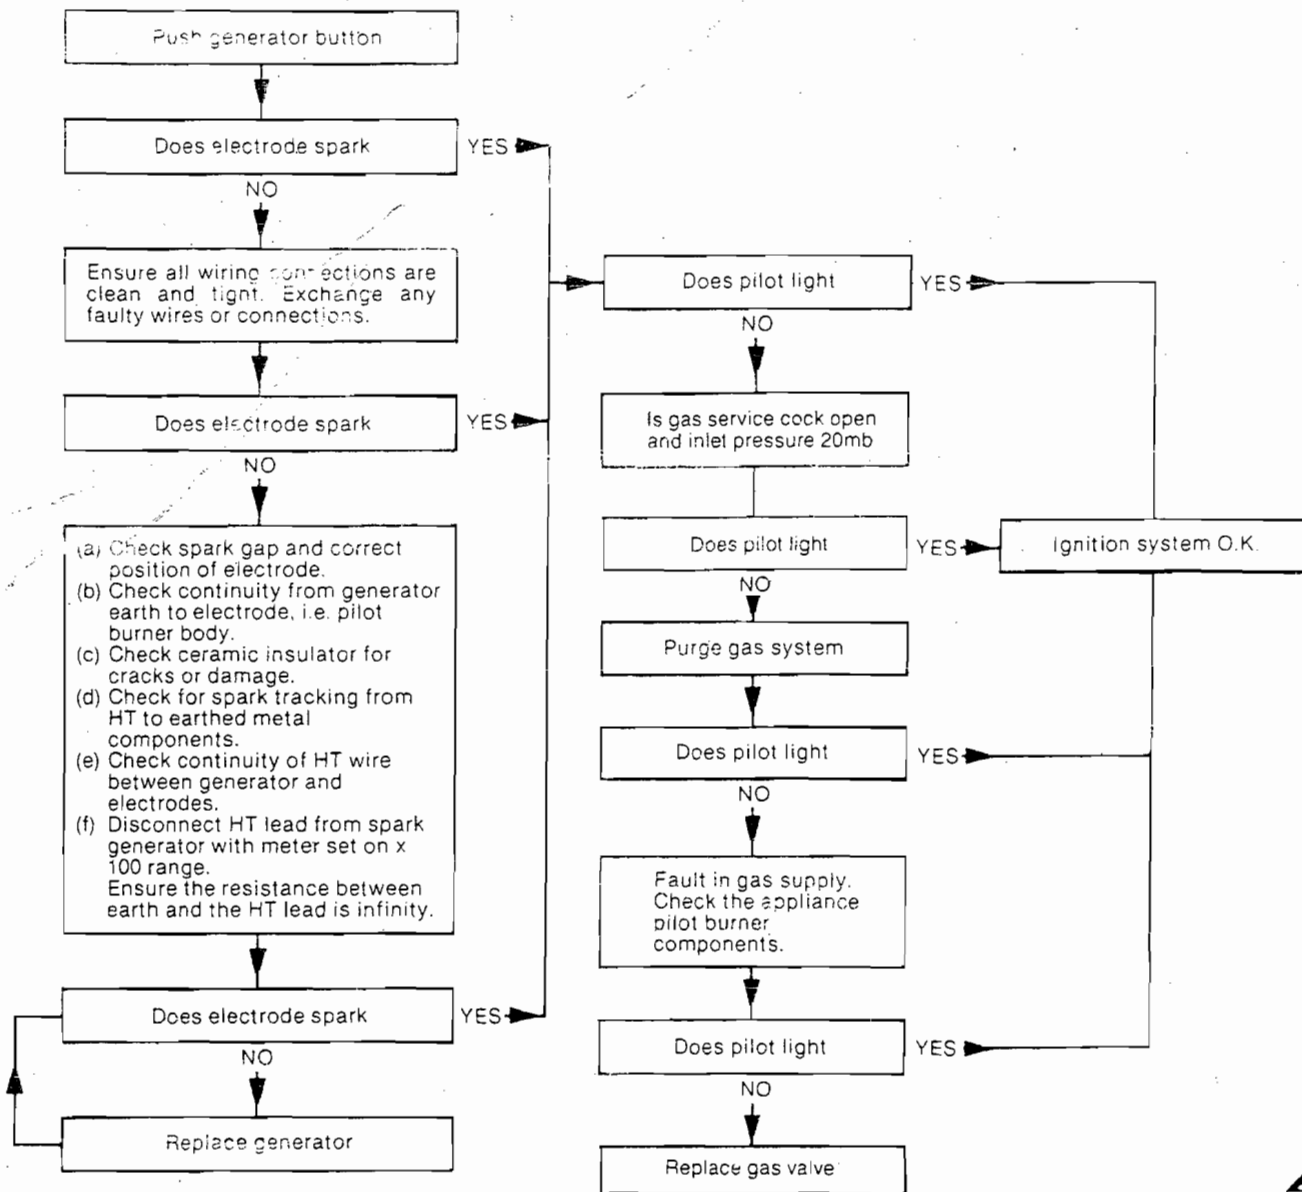 Push generator button
Does electrode spark
YES
NO
Ensure all wiring connections are
clean and tight. Exchange any
faulty wires or connections.
Does electrode spark
YES
NO
(a) Check spark gap and correct
position of electrode.
(b) Check continuity from generator
earth to electrode, i.e. pilot
burner body.
(c) Check ceramic insulator for
cracks or damage.
(d) Check for spark tracking from
HT to earthed metal
components.
(e) Check continuity of HT wire
between generator and
electrodes.
(f) Disconnect HT lead from spark
generator with meter set on x
100 range.
Ensure the resistance between
earth and the HT lead is infinity.
Does electrode spark
YES
NO
Replace generator
Does pilot light
YES
NO
Is gas service cock open
and inlet pressure 20mb
Does pilot light
YES
NO
Purge gas system
Does pilot light
YES
NO
Fault in gas supply.
Check the appliance
pilot burner
components.
Does pilot light
YES
NO
Replace gas valve
Ignition system O.K.